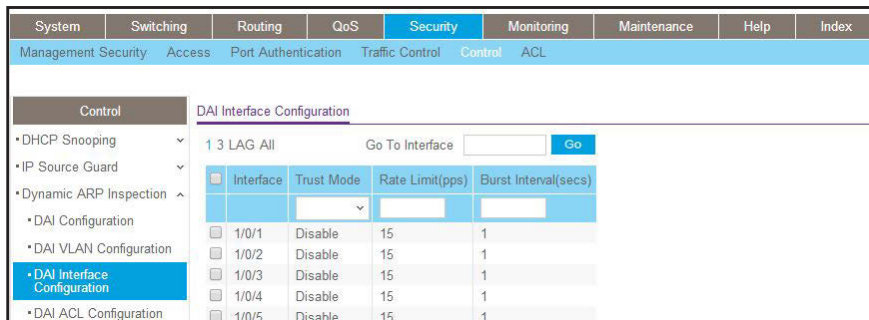 System Switching Routing QoS Security Monitoring Maintenance Help Index
Management Security Access Port Authentication Traffic Control Control ACL
Control
DHCP Snooping
IP Source Guard
Dynamic ARP Inspection
DAI Configuration
DAI VLAN Configuration
DAI Interface
Configuration
DAI ACL Configuration
DAI Interface Configuration
1 3 LAG All Go To Interface Go
Interface Trust Mode Rate Limit(pps) Burst Interval(secs)
1/0/1 Disable 15 1
1/0/2 Disable 15 1
1/0/3 Disable 15 1
1/0/4 Disable 15 1
1/0/5 Disable 15 1